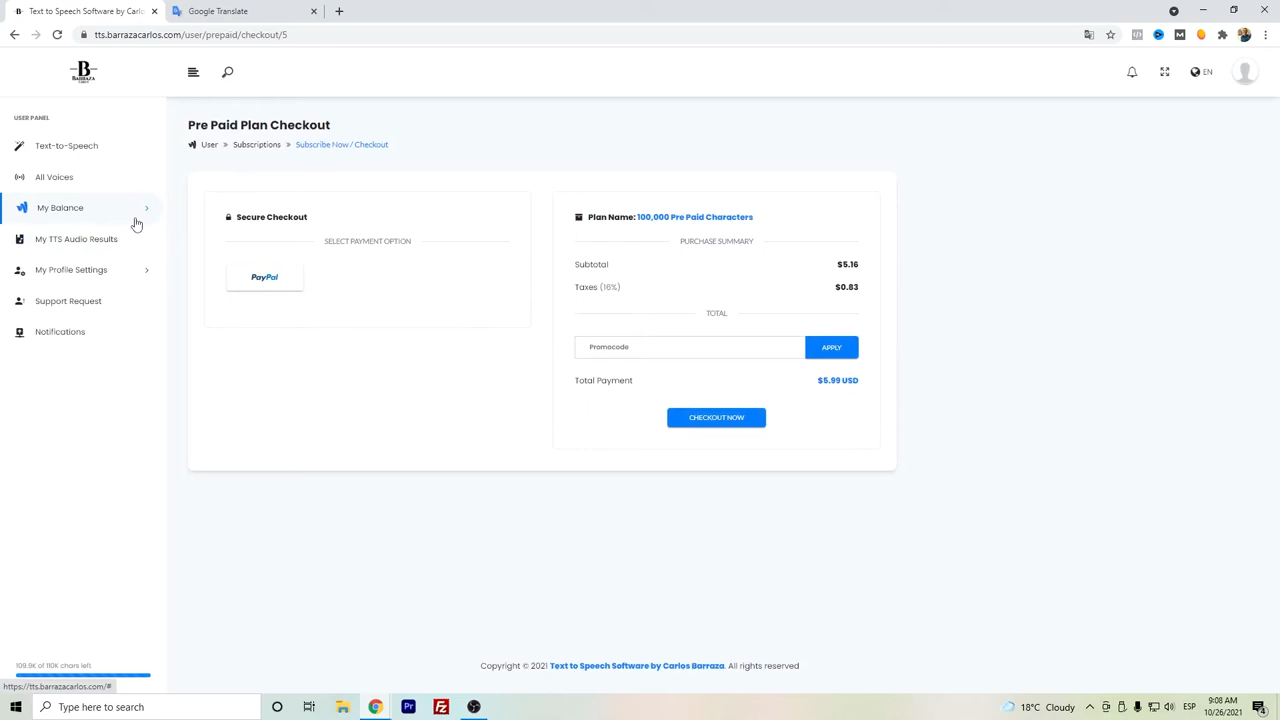 Text to Speech Software by Carlo
Google Translate
tts.barrazacarlos.com/user/prepaid/checkout/5
B
BARRAZA
EN
USER PANEL
Text-to-Speech
All Voices
My Balance
My TTS Audio Results
My Profile Settings
Support Request
Notifications
109.9K of 110K chars left
https://tts.barrazacarlos.com/#
Pre Paid Plan Checkout
User » Subscriptions » Subscribe Now / Checkout
Secure Checkout
SELECT PAYMENT OPTION
PayPal
Plan Name: 100,000 Pre Paid Characters
PURCHASE SUMMARY
Subtotal $5.16
Taxes (16%) $0.83
TOTAL
Promocode APPLY
Total Payment $5.99 USD
CHECKOUT NOW
Copyright © 2021 Text to Speech Software by Carlos Barraza. All rights reserved
Type here to search
Pr
Fz
18°C Cloudy
ESP
9:08 AM
10/26/2021